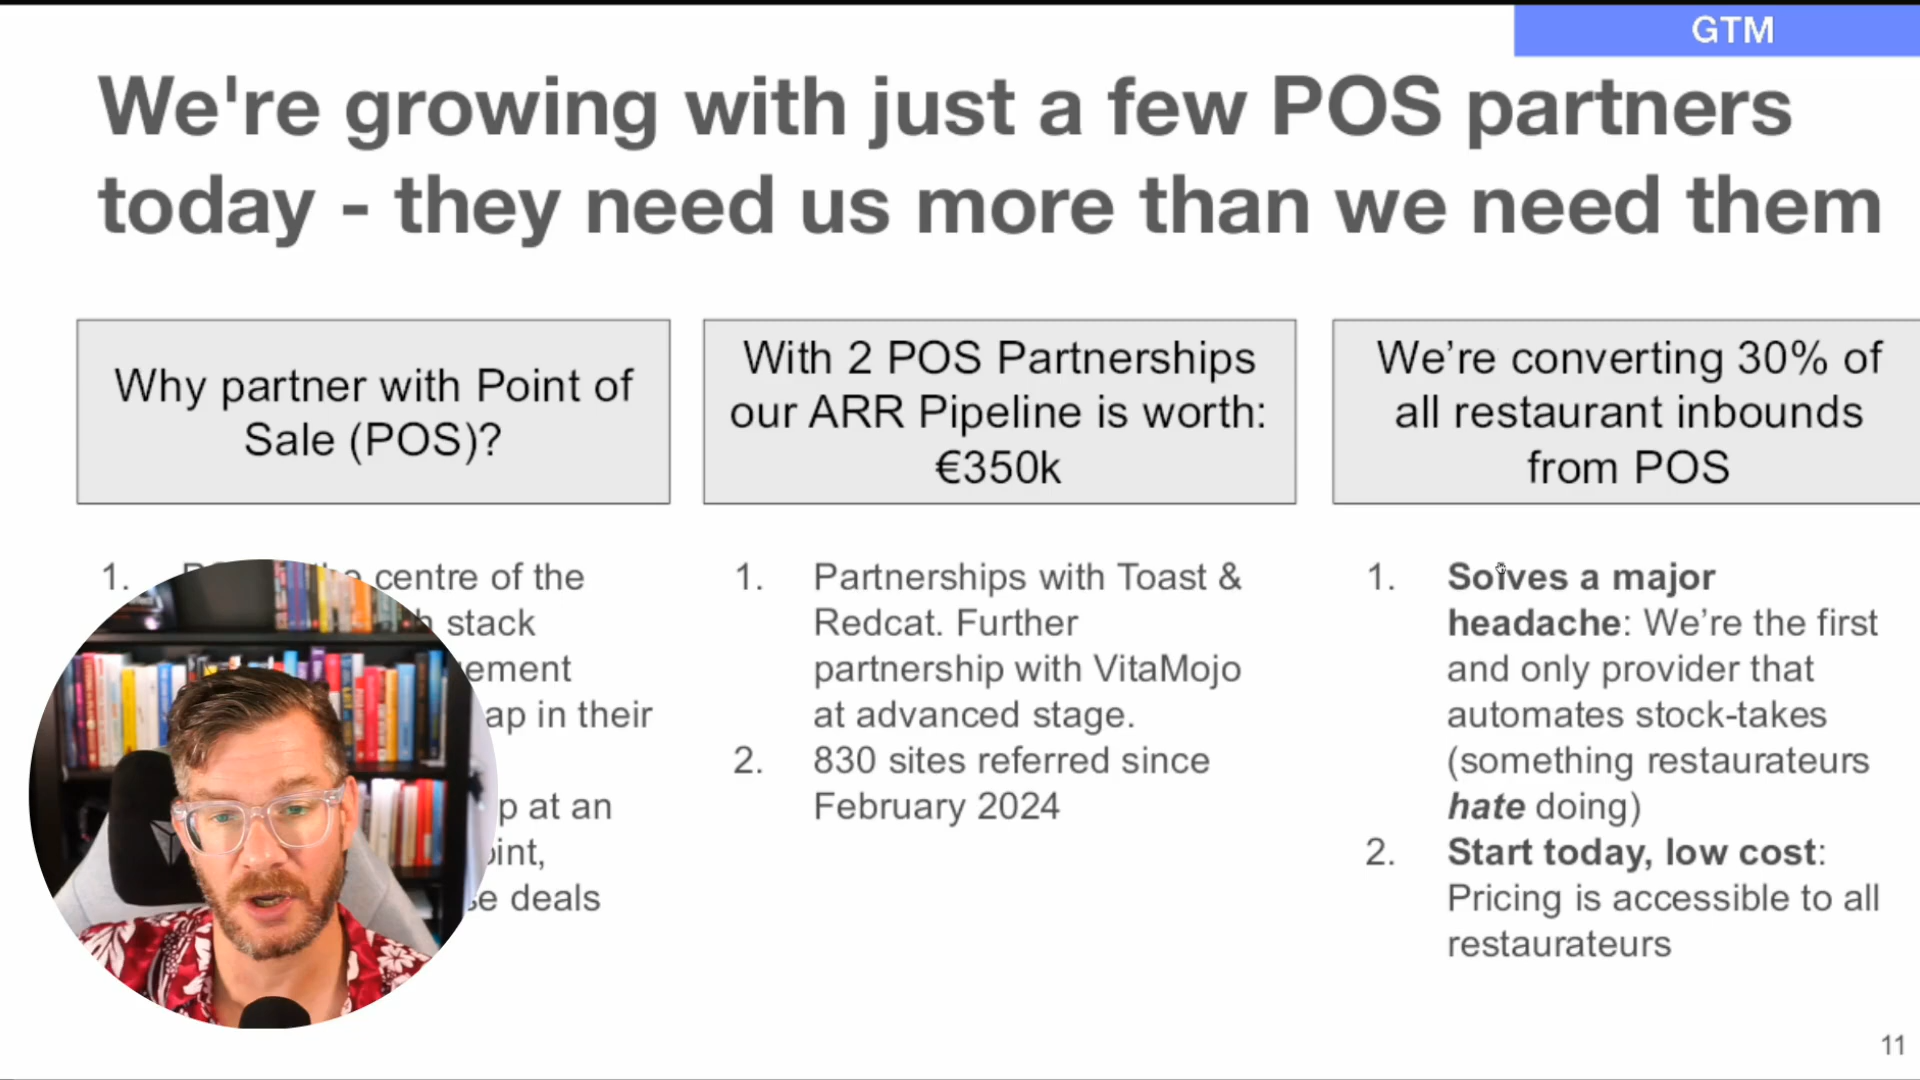 GTM
We're growing with just a few POS partners
today - they need us more than we need them
Why partner with Point of
Sale (POS)?
With 2 POS Partnerships
our ARR Pipeline is worth:
€350k
We’re converting 30% of
all restaurant inbounds
from POS
1. centre of the
stack
in their
at an
deals
1. Partnerships with Toast &
Redcat. Further
partnership with VitaMojo
at advanced stage.
2. 830 sites referred since
February 2024
1. Solves a major
headache: We’re the first
and only provider that
automates stock-takes
(something restaurateurs
hate doing)
2. Start today, low cost:
Pricing is accessible to all
restaurateurs
11